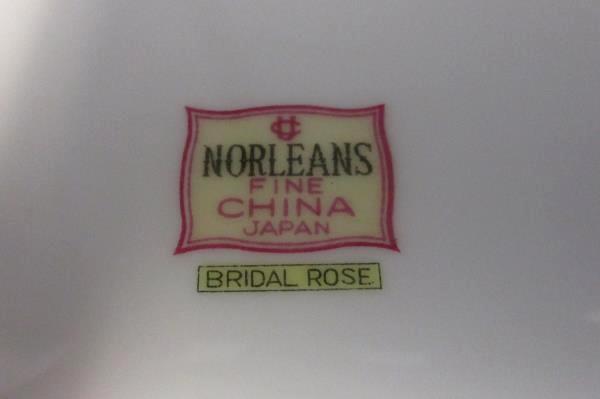 NORLEANS
FINE
CHINA
JAPAN
BRIDAL ROSE